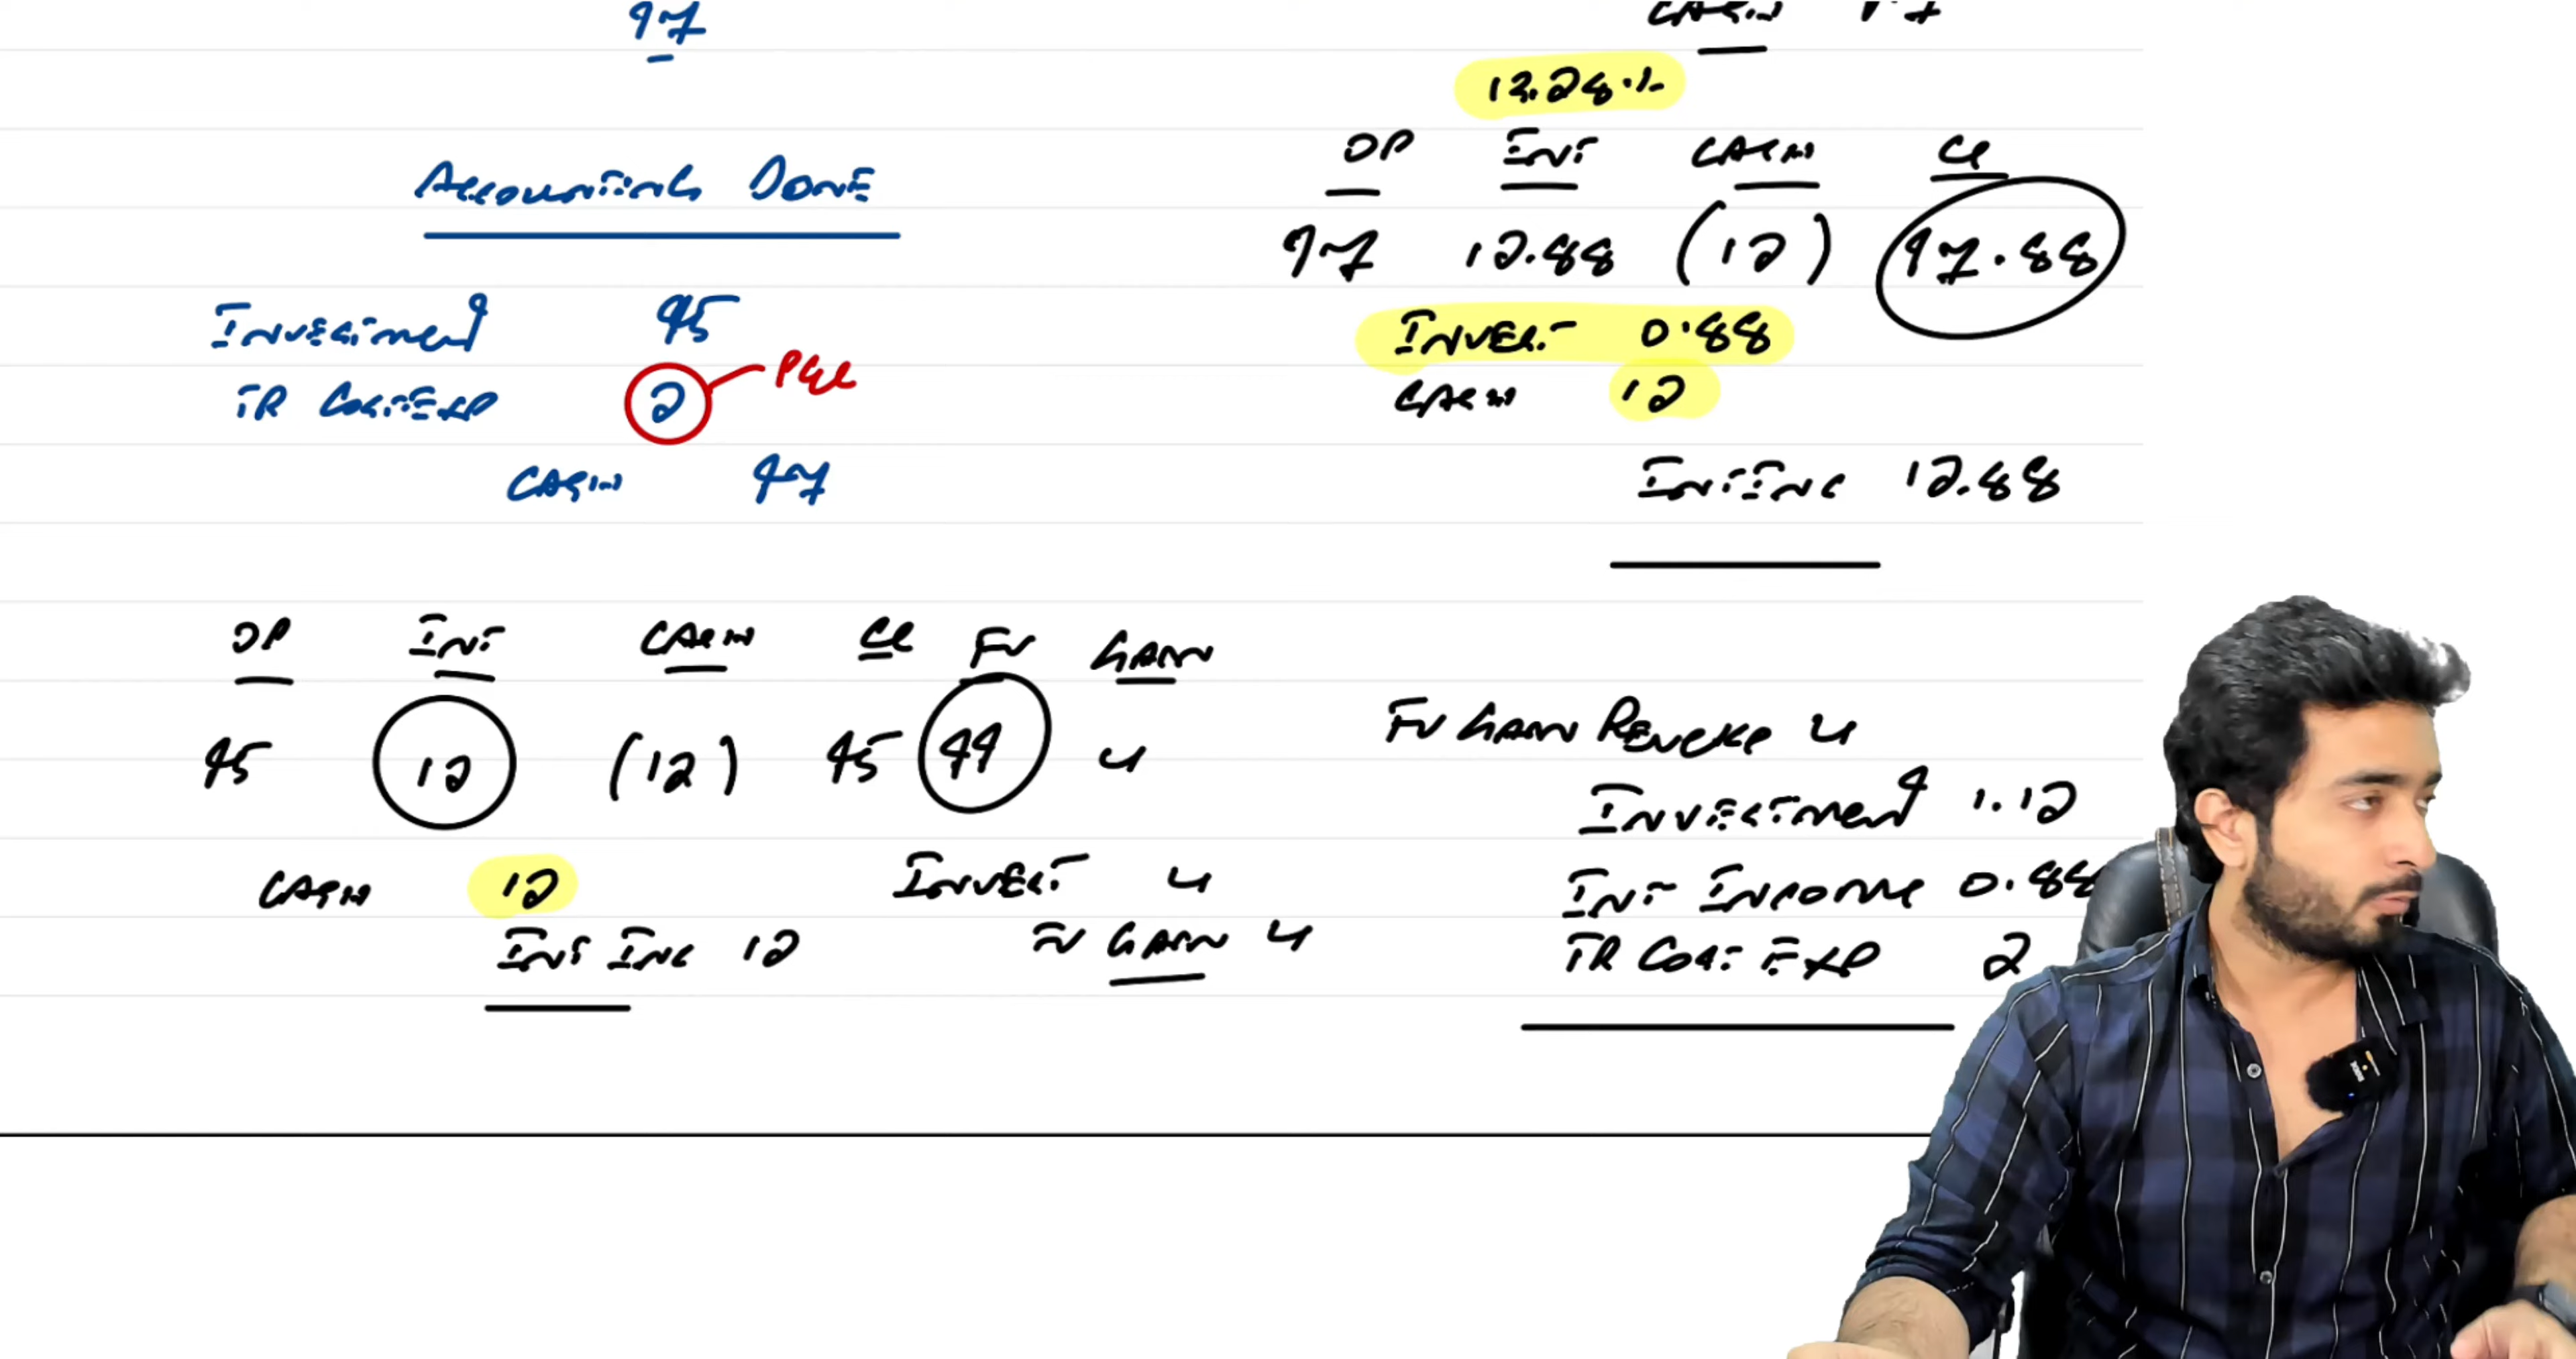 97
12.28%
ACCOUNTING DONE
OP INT CASH CL
97 12.88 (12) 97.88
INVESTMENT 95
INVEST 0.88
TR COST EXP 2 P&L
CASH 12
CASH 97
INT INC 12.88
OP INT CASH CL FV GAIN
95 12 (12) 95 99 4
FV GAIN REVERSE 4
INVESTMENT 1.12
CASH 12 INVEST 4
INT INCOME 0.88
INT INC 12 FV GAIN 4
TR COST EXP 2